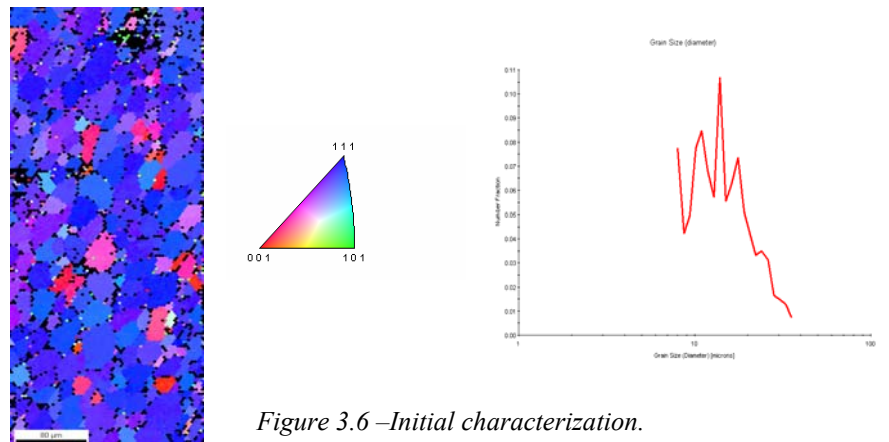 Grain Size (diameter)
0.11
0.10
0.09
0.08
0.07
0.06
0.05
0.04
0.03
0.02
0.01
0.00
Number Fraction
1
10
100
Grain Size (Diameter) [microns]
1 1 1
0 0 1
1 0 1
80 µm
Figure 3.6 –Initial characterization.